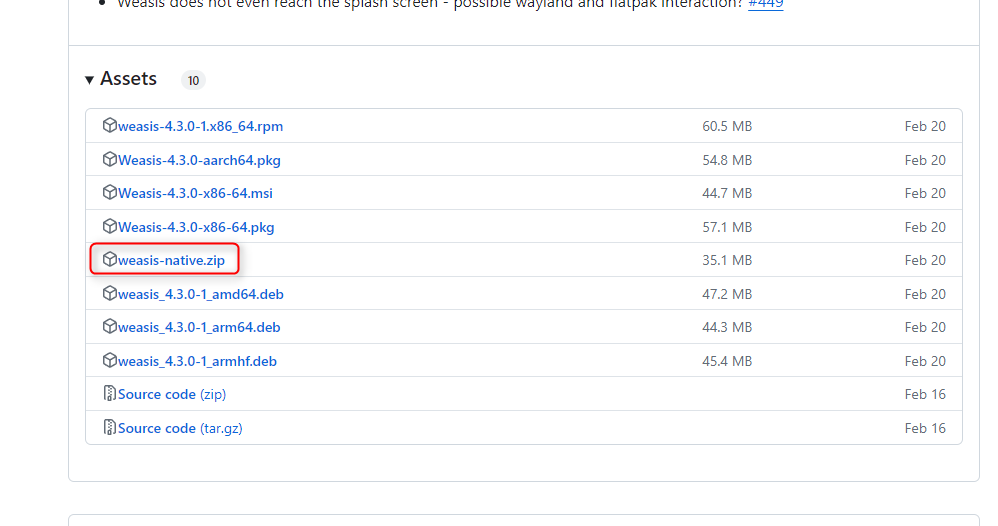 Weasis does not even reach the splash screen - possible wayland and flatpak interaction? #449
Assets 10
weasis-4.3.0-1.x86_64.rpm 60.5 MB Feb 20
Weasis-4.3.0-aarch64.pkg 54.8 MB Feb 20
Weasis-4.3.0-x86-64.msi 44.7 MB Feb 20
Weasis-4.3.0-x86-64.pkg 57.1 MB Feb 20
weasis-native.zip 35.1 MB Feb 20
weasis_4.3.0-1_amd64.deb 47.2 MB Feb 20
weasis_4.3.0-1_arm64.deb 44.3 MB Feb 20
weasis_4.3.0-1_armhf.deb 45.4 MB Feb 20
Source code (zip) Feb 16
Source code (tar.gz) Feb 16